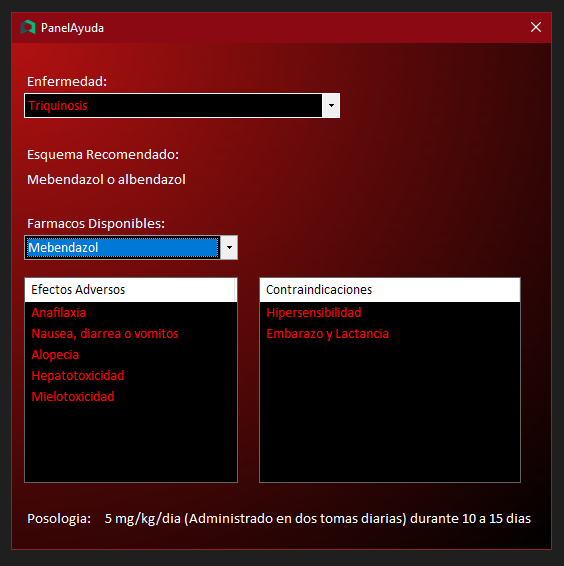 PanelAyuda
Enfermedad:
Triquinosis
Esquema Recomendado:
Mebendazol o albendazol
Farmacos Disponibles:
Mebendazol
Efectos Adversos
Anafilaxia
Nausea, diarrea o vomitos
Alopecia
Hepatotoxicidad
Mielotoxicidad
Contraindicaciones
Hipersensibilidad
Embarazo y Lactancia
Posologia: 5 mg/kg/dia (Administrado en dos tomas diarias) durante 10 a 15 dias